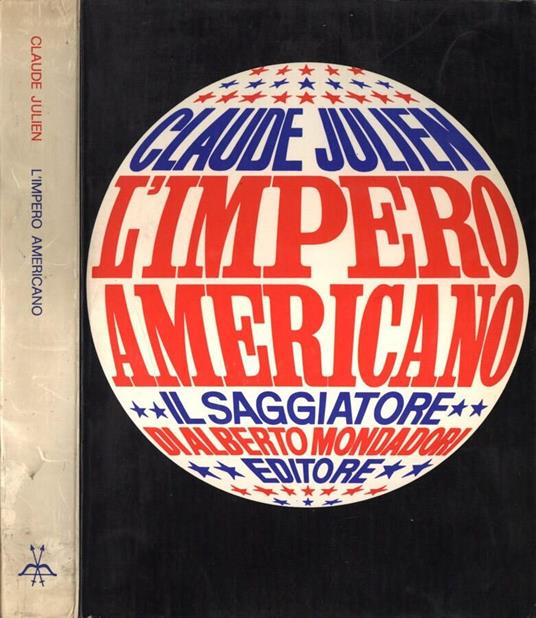 CLAUDE JULIEN L'IMPERO AMERICANO
CLAUDE JULIEN
L'IMPERO
AMERICANO
IL SAGGIATORE
DI ALBERTO MONDADORI
EDITORE